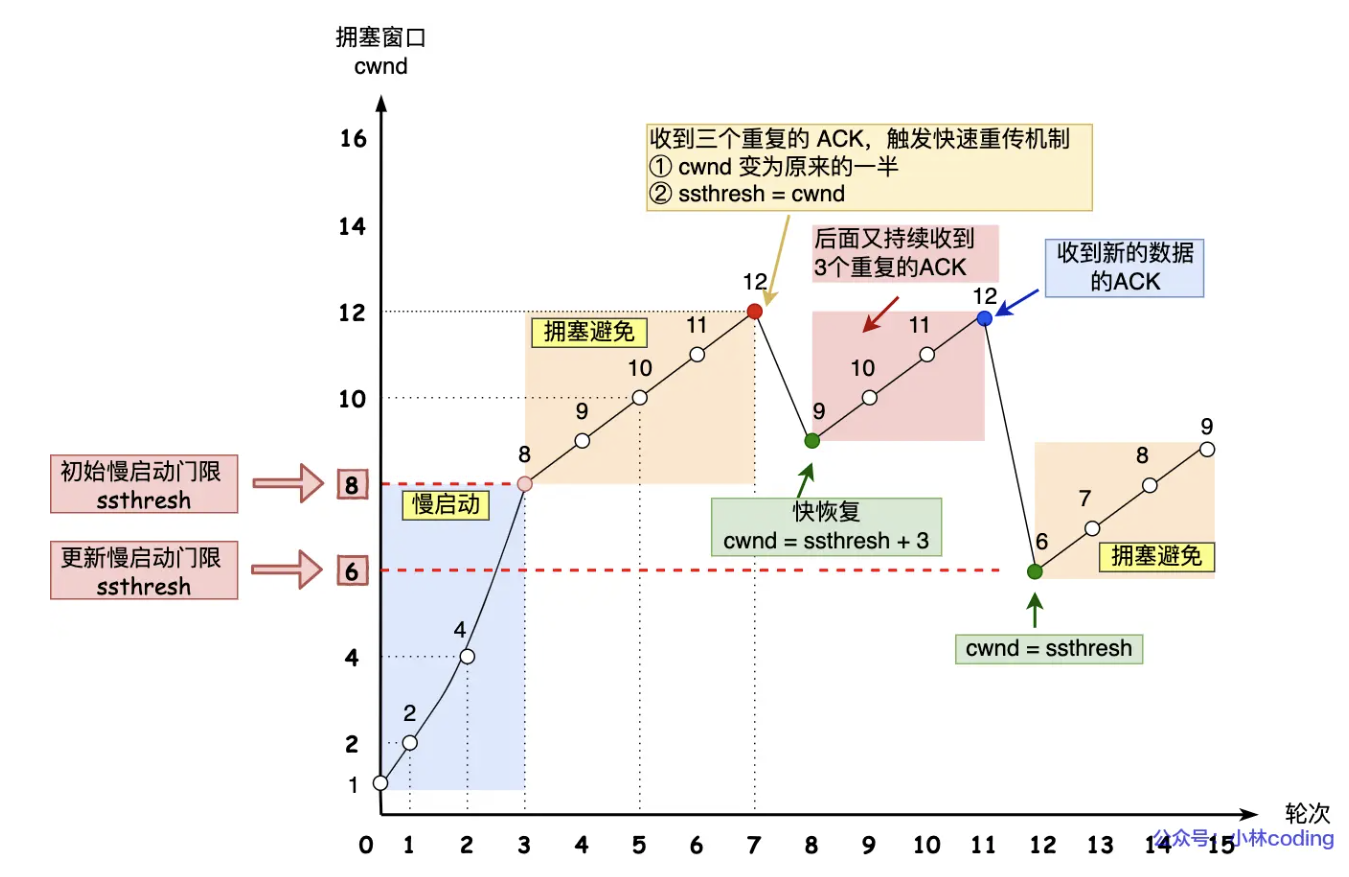 拥塞窗口
cwnd
16
收到三个重复的 ACK，触发快速重传机制
① cwnd 变为原来的一半
② ssthresh = cwnd
14
后面又持续收到
3个重复的ACK
收到新的数据
的ACK
12
12
12
拥塞避免
11
11
10
10
10
9
9
9
8
8
初始慢启动门限
ssthresh
8
慢启动
快恢复
cwnd = ssthresh + 3
7
6
拥塞避免
更新慢启动门限
ssthresh
6
4
4
cwnd = ssthresh
2
2
1
轮次
0 1 2 3 4 5 6 7 8 9 10 11 12 13 14 15
公众号：小林coding